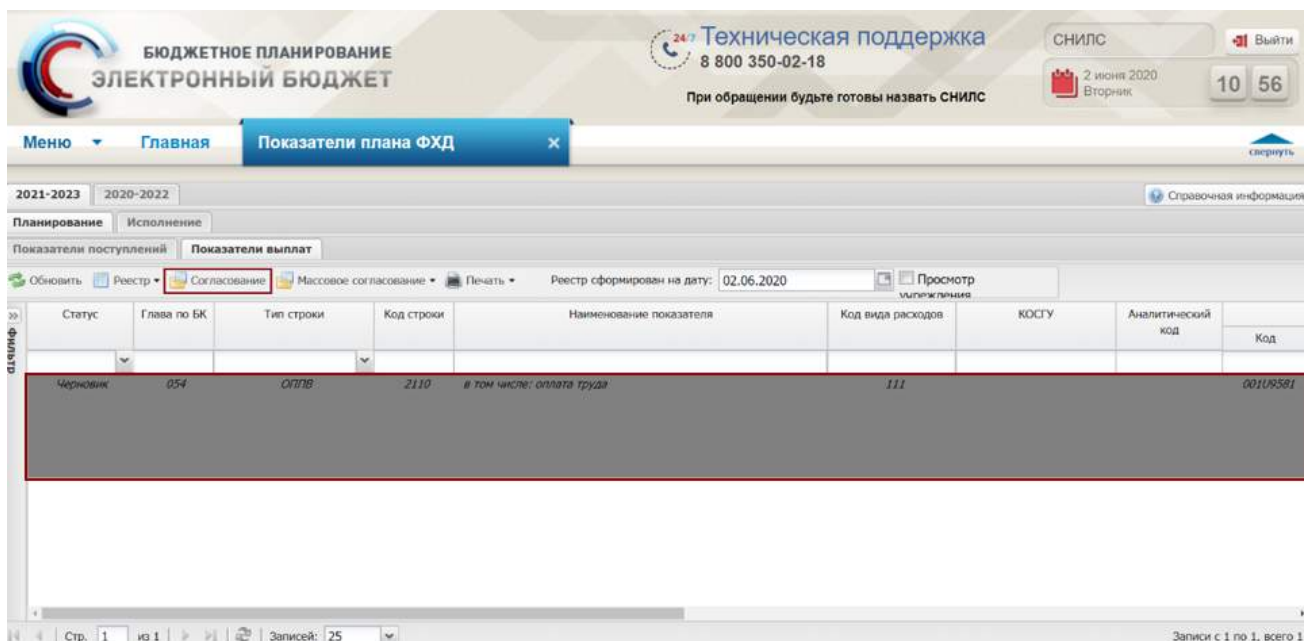 БЮДЖЕТНОЕ ПЛАНИРОВАНИЕ
ЭЛЕКТРОННЫЙ БЮДЖЕТ
24/7 Техническая поддержка
8 800 350-02-18
При обращении будьте готовы назвать СНИЛС
СНИЛС
Выйти
2 июня 2020
Вторник
10 56
Меню Главная Показатели плана ФХД
свернуть
2021-2023 2020-2022
Справочная информация
Планирование Исполнение
Показатели поступлений Показатели выплат
Обновить Реестр Согласование Массовое согласование Печать Реестр сформирован на дату: 02.06.2020 Просмотр
учреждения
Фильтр
Статус Глава по БК Тип строки Код строки Наименование показателя Код вида расходов КОСГУ Аналитический
код
Код
Черновик 054 ОППВ 2110 в том числе: оплата труда 111 001U9581
Стр. 1 из 1 Записей: 25 Записи с 1 по 1, всего 1